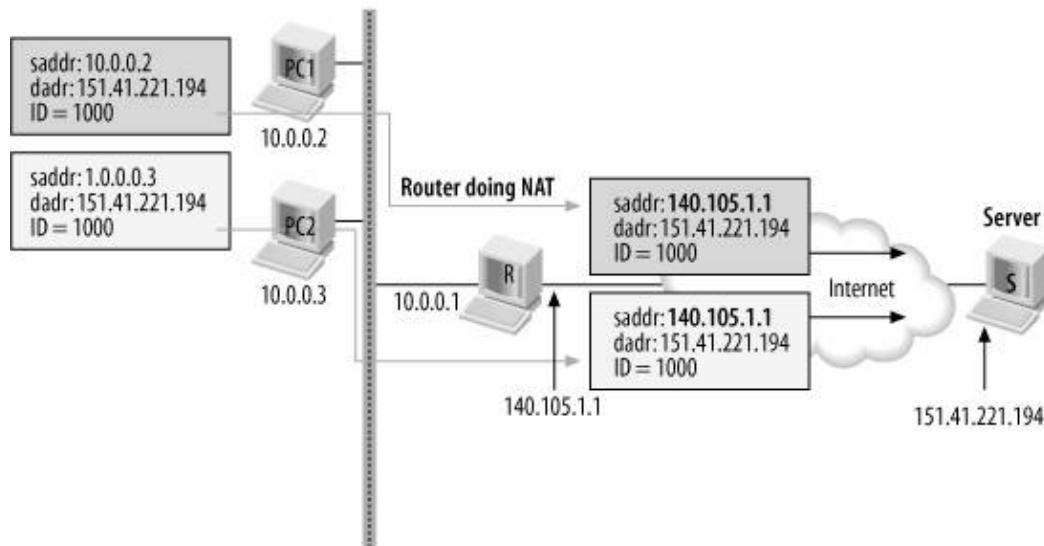 saddr: 10.0.0.2
dadr: 151.41.221.194
ID = 1000
PC1
10.0.0.2
saddr: 1.0.0.0.3
dadr: 151.41.221.194
ID = 1000
PC2
10.0.0.3
Router doing NAT
10.0.0.1
R
140.105.1.1
saddr: 140.105.1.1
dadr: 151.41.221.194
ID = 1000
saddr: 140.105.1.1
dadr: 151.41.221.194
ID = 1000
Internet
Server
S
151.41.221.194